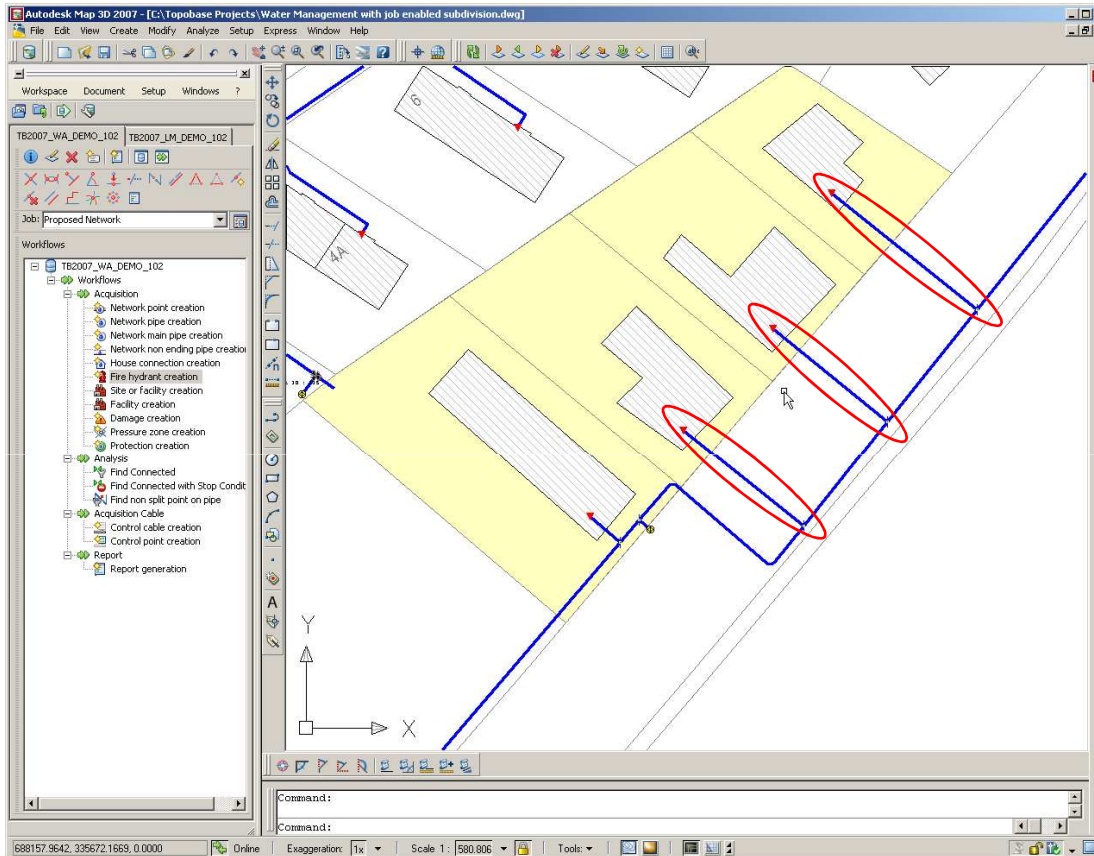 Autodesk Map 3D 2007 - [C:\Topobase Projects\Water Management with job enabled subdivision.dwg]
File Edit View Create Modify Analyze Setup Express Window Help
Workspace Document Setup Windows ?
TB2007_WA_DEMO_102 TB2007_LM_DEMO_102
Job: Proposed Network
Workflows
TB2007_WA_DEMO_102
Workflows
Acquisition
Network point creation
Network pipe creation
Network main pipe creation
Network non ending pipe creation
House connection creation
Fire hydrant creation
Site or facility creation
Facility creation
Damage creation
Pressure zone creation
Protection creation
Analysis
Find Connected
Find Connected with Stop Condit
Find non split point on pipe
Acquisition Cable
Control cable creation
Control point creation
Report
Report generation
6
4A
Y
X
Command:
Command:
688157.9642, 335672.1669, 0.0000 Online Exaggeration: 1x Scale 1: 580.806 Tools: